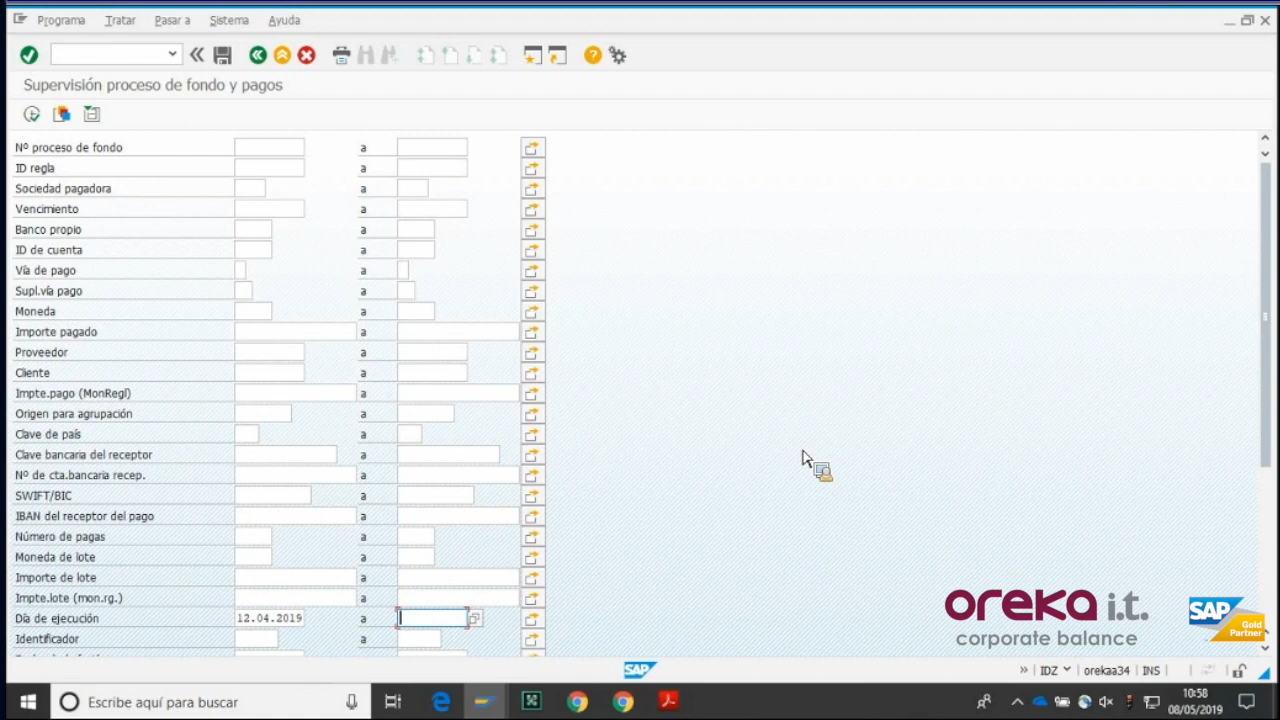 Programa Tratar Pasar a Sistema Ayuda
Supervisión proceso de fondo y pagos
Nº proceso de fondo a
ID regla a
Sociedad pagadora a
Vencimiento a
Banco propio a
ID de cuenta a
Vía de pago a
Supl.vía pago a
Moneda a
Importe pagado a
Proveedor a
Cliente a
Impte.pago (MonRegl) a
Origen para agrupación a
Clave de país a
Clave bancaria del receptor a
Nº de cta.bancaria recep. a
SWIFT/BIC a
IBAN del receptor del pago a
Número de pagas a
Moneda de lote a
Importe de lote a
Impte.lote (mon.rg.) a
Día de ejecución 12.04.2019 a
Identificador a
oreka i.t.
corporate balance
SAP Gold
Partner
SAP
IDZ orekaa34 INS
Escribe aquí para buscar
10:58
08/05/2019